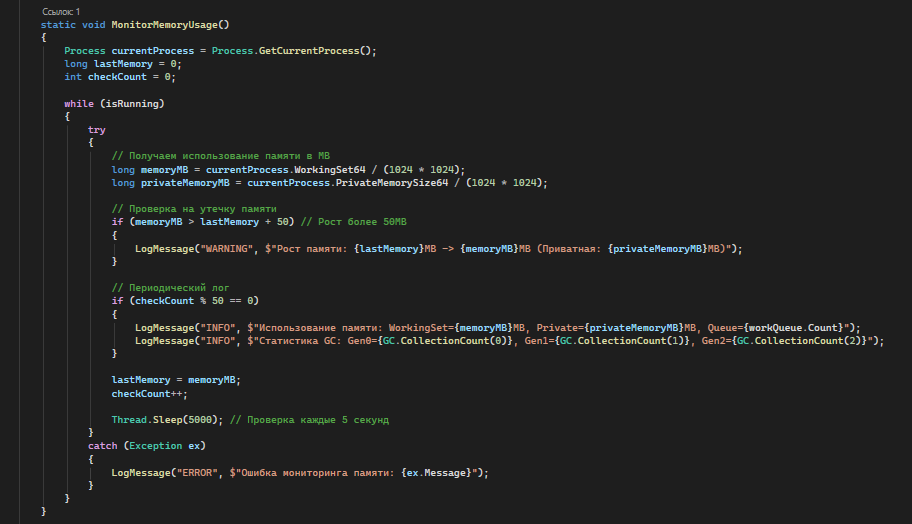 Ссылок: 1
static void MonitorMemoryUsage()
{
    Process currentProcess = Process.GetCurrentProcess();
    long lastMemory = 0;
    int checkCount = 0;

    while (isRunning)
    {
        try
        {
            // Получаем использование памяти в MB
            long memoryMB = currentProcess.WorkingSet64 / (1024 * 1024);
            long privateMemoryMB = currentProcess.PrivateMemorySize64 / (1024 * 1024);

            // Проверка на утечку памяти
            if (memoryMB > lastMemory + 50) // Рост более 50MB
            {
                LogMessage("WARNING", $"Рост памяти: {lastMemory}MB -> {memoryMB}MB (Приватная: {privateMemoryMB}MB)");
            }

            // Периодический лог
            if (checkCount % 50 == 0)
            {
                LogMessage("INFO", $"Использование памяти: WorkingSet={memoryMB}MB, Private={privateMemoryMB}MB, Queue={workQueue.Count}");
                LogMessage("INFO", $"Статистика GC: Gen0={GC.CollectionCount(0)}, Gen1={GC.CollectionCount(1)}, Gen2={GC.CollectionCount(2)}");
            }

            lastMemory = memoryMB;
            checkCount++;

            Thread.Sleep(5000); // Проверка каждые 5 секунд
        }
        catch (Exception ex)
        {
            LogMessage("ERROR", $"Ошибка мониторинга памяти: {ex.Message}");
        }
    }
}